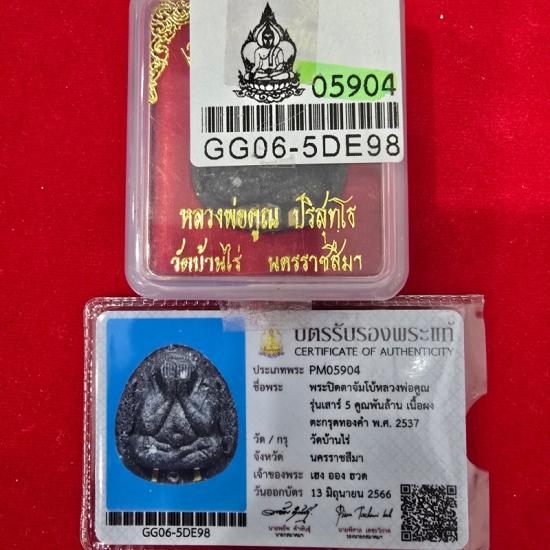 05904
GG06-5DE98
หลวงพ่อคูณ ปริสุทฺโธ
วัดบ้านไร่ นครราชสีมา
บัตรรับรองพระแท้
CERTIFICATE OF AUTHENTICITY
ประเภทพระ PM05904
ชื่อพระ พระปิดตาจัมโบ้หลวงพ่อคูณ
รุ่นเสาร์ 5 คูณพันล้าน เนื้อผง
ตะกรุดทองคำ พ.ศ. 2537
วัด / กรุ วัดบ้านไร่
จังหวัด นครราชสีมา
เจ้าของพระ เฮง ออง ฮวด
วันออกบัตร 13 มิถุนายน 2566
GG06-5DE98